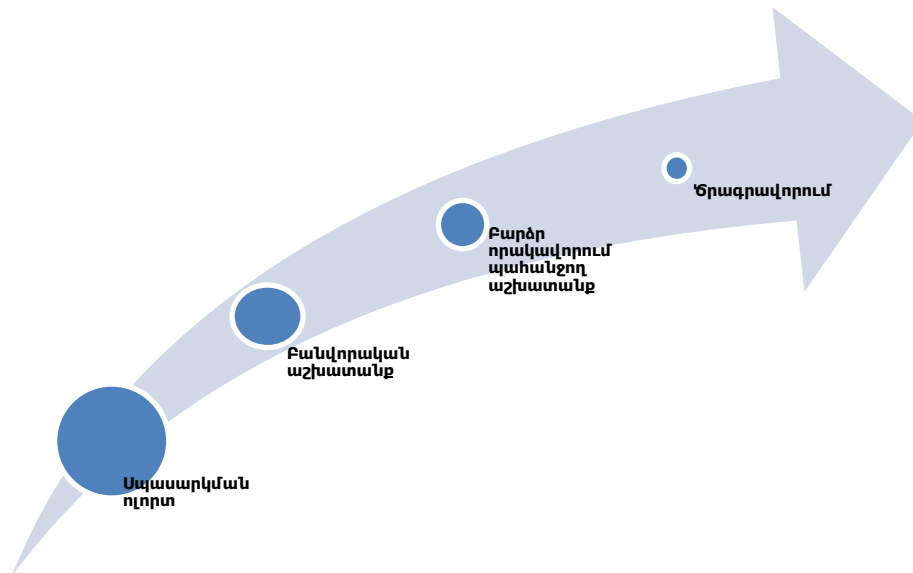 Ծրագրավորում
Բարձր
որակավորում
պահանջող
աշխատանք
Բանվորական
աշխատանք
Սպասարկման
ոլորտ